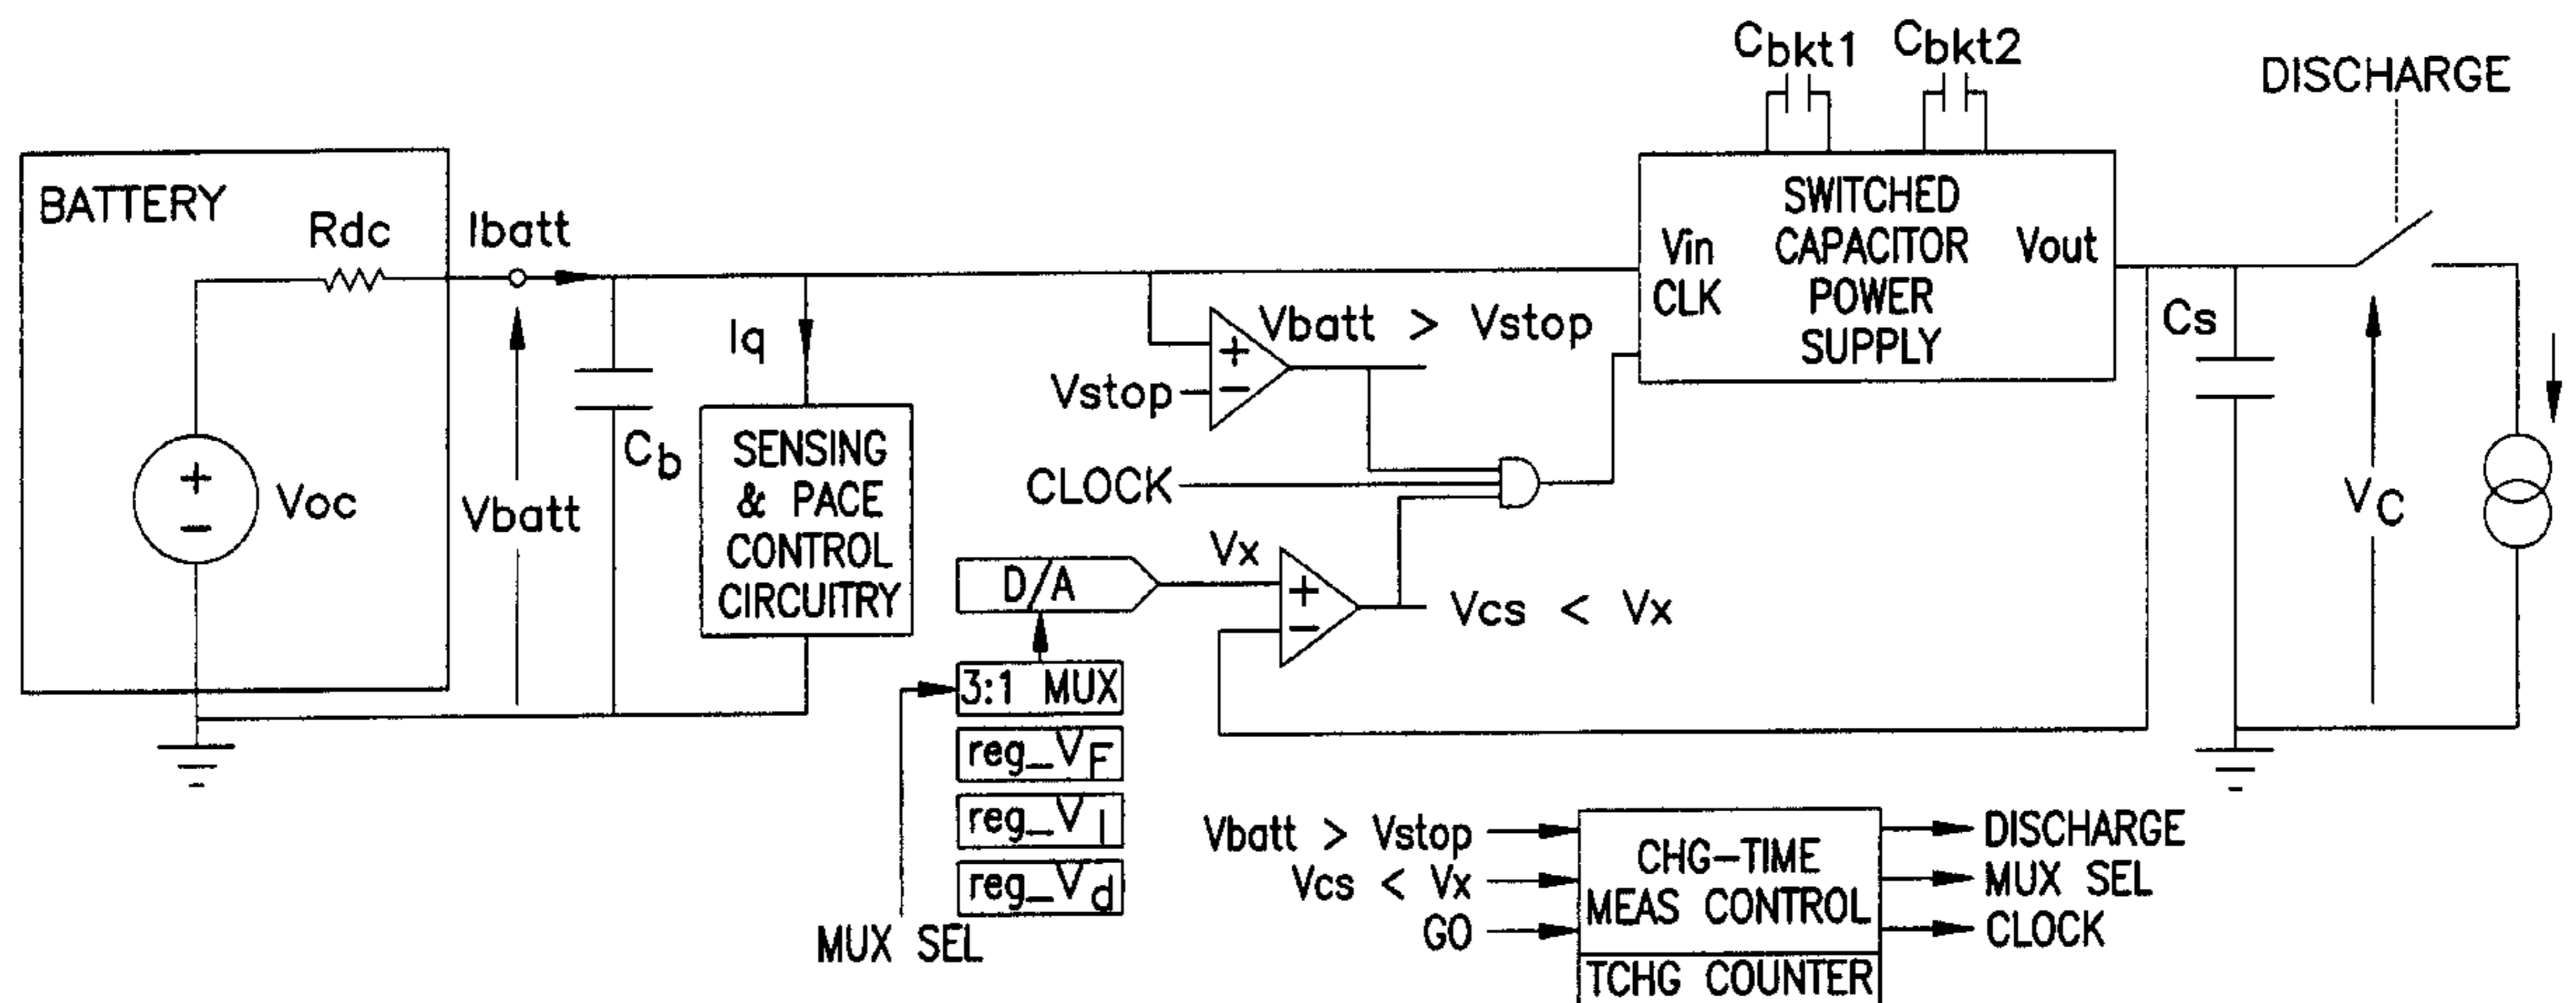 Cbkt1
Cbkt2
DISCHARGE
BATTERY
Rdc
Ibatt
+
−
Voc
Vbatt
Cb
Iq
SENSING
& PACE
CONTROL
CIRCUITRY
Vbatt > Vstop
+
−
Vstop
CLOCK
SWITCHED
CAPACITOR
POWER
SUPPLY
Vin
CLK
Vout
Cs
VC
D/A
Vx
+
−
Vcs < Vx
3:1 MUX
reg_VF
reg_VI
reg_Vd
MUX SEL
Vbatt > Vstop
Vcs < Vx
GO
CHG-TIME
MEAS CONTROL
TCHG COUNTER
DISCHARGE
MUX SEL
CLOCK